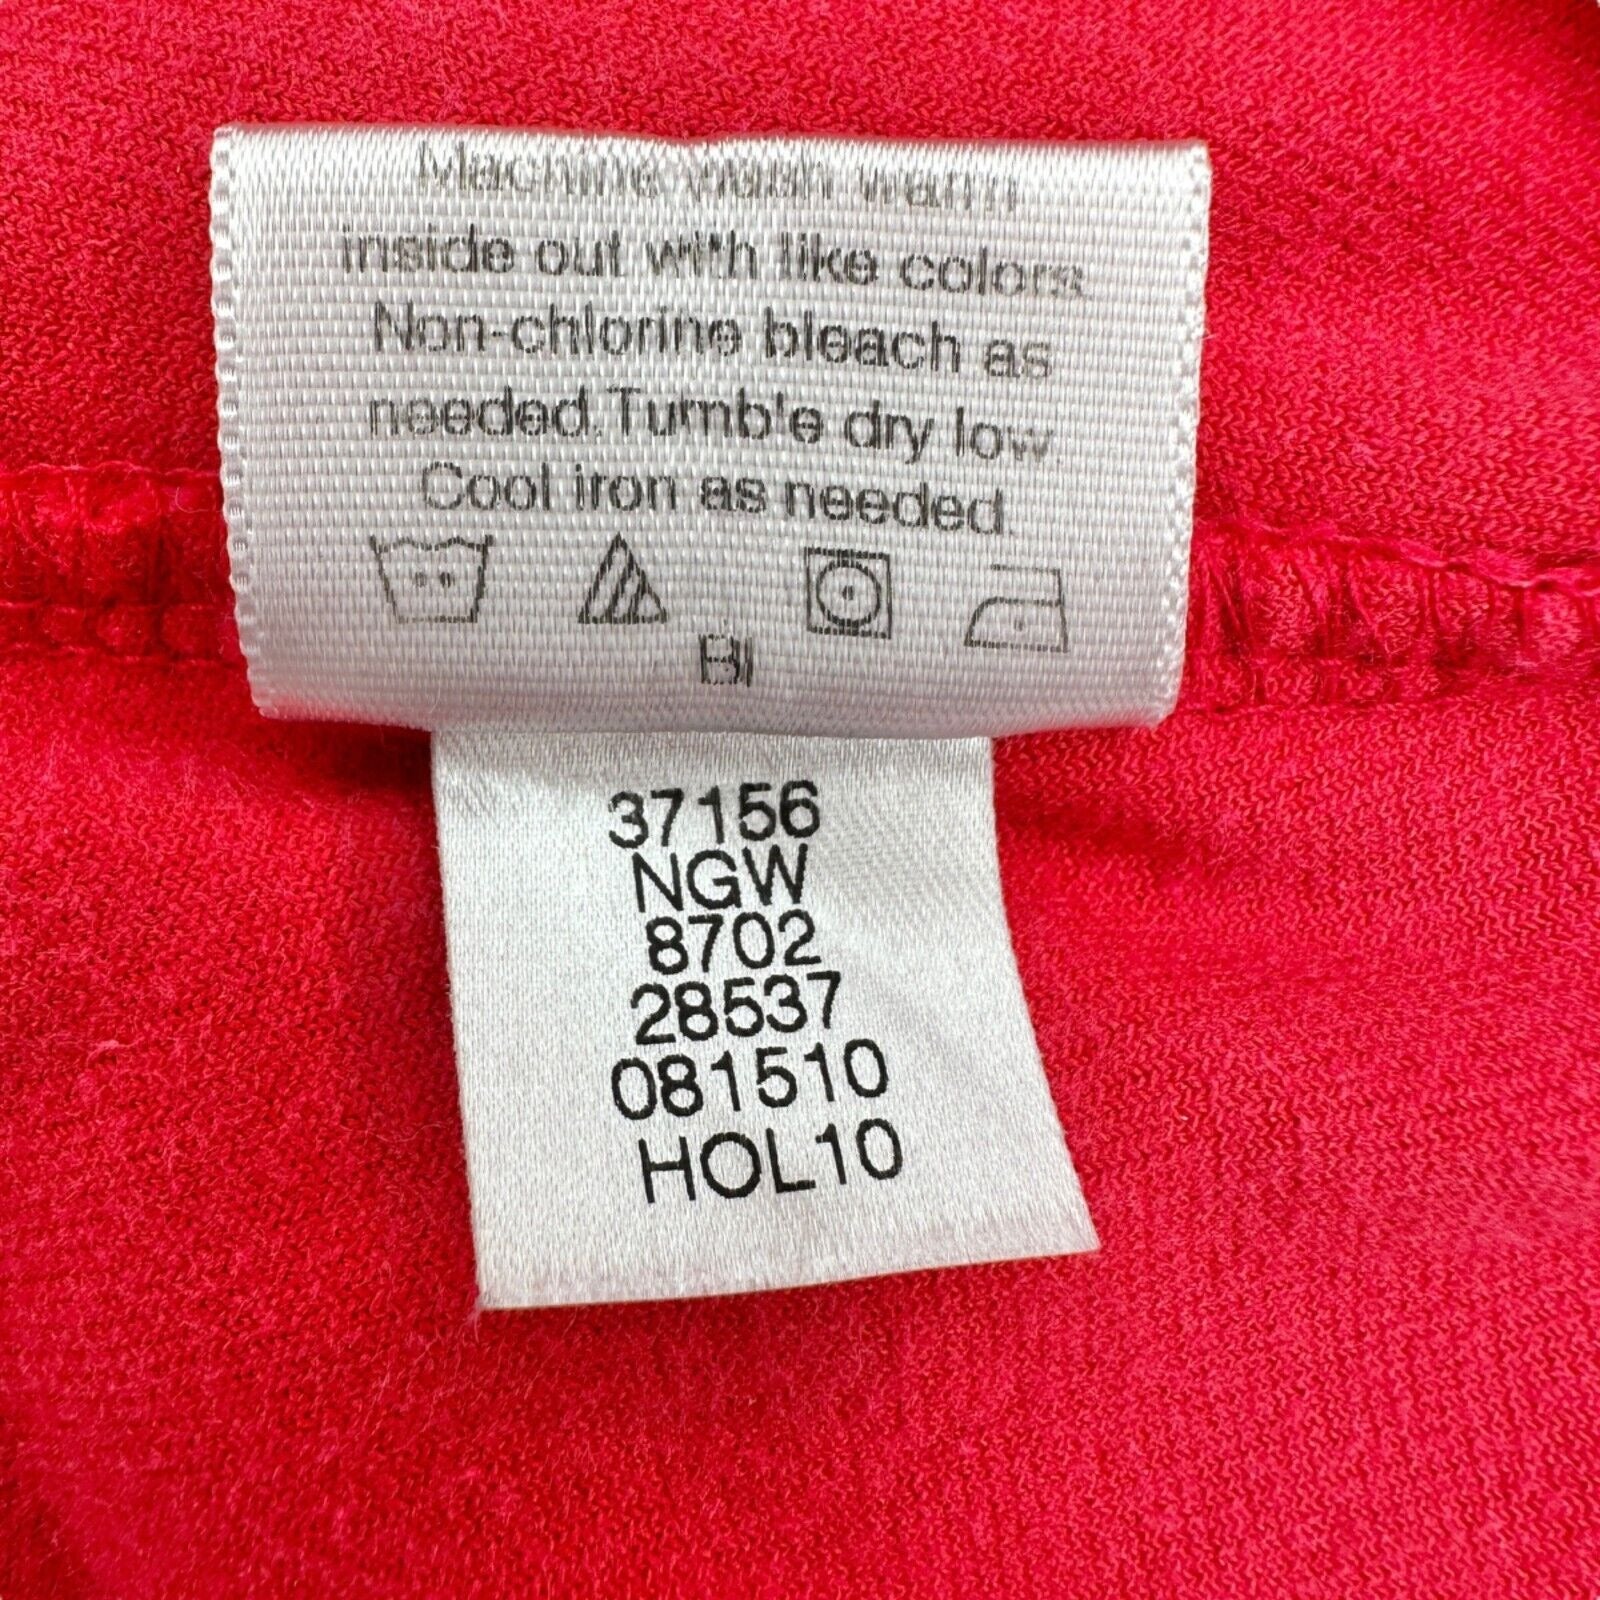 Machine wash warm
inside out with like colors.
Non-chlorine bleach as
needed. Tumble dry low.
Cool iron as needed.
BI
37156
NGW
8702
28537
081510
HOL10